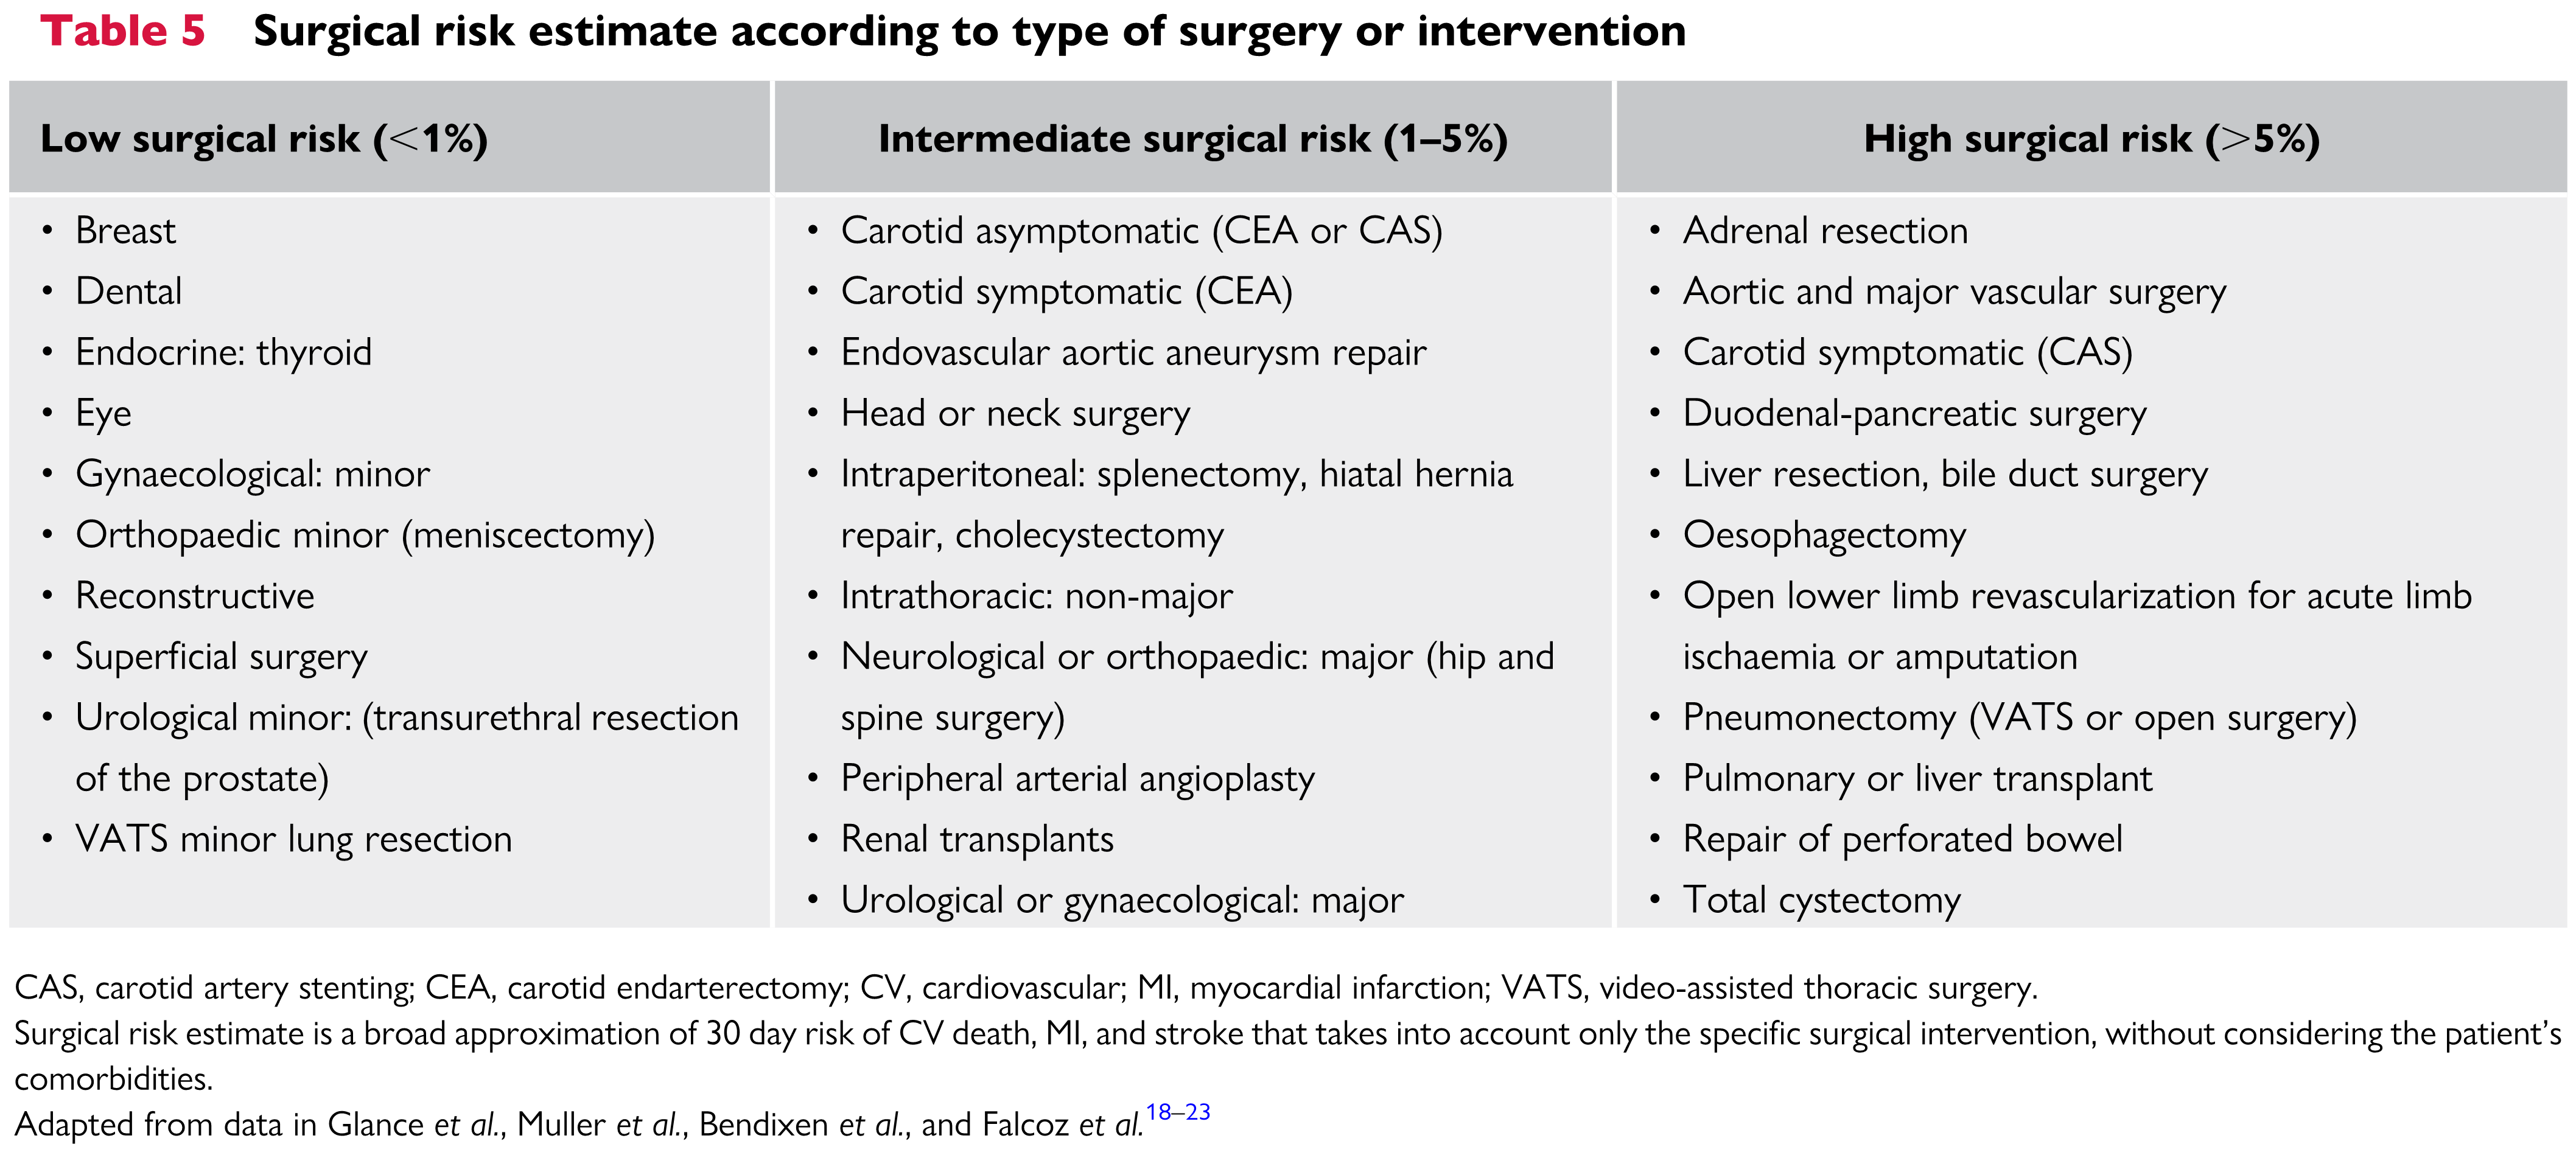 Table 5 Surgical risk estimate according to type of surgery or intervention
Low surgical risk (<1%)
Intermediate surgical risk (1–5%)
High surgical risk (>5%)
• Breast
• Dental
• Endocrine: thyroid
• Eye
• Gynaecological: minor
• Orthopaedic minor (meniscectomy)
• Reconstructive
• Superficial surgery
• Urological minor: (transurethral resection
of the prostate)
• VATS minor lung resection
• Carotid asymptomatic (CEA or CAS)
• Carotid symptomatic (CEA)
• Endovascular aortic aneurysm repair
• Head or neck surgery
• Intraperitoneal: splenectomy, hiatal hernia
repair, cholecystectomy
• Intrathoracic: non-major
• Neurological or orthopaedic: major (hip and
spine surgery)
• Peripheral arterial angioplasty
• Renal transplants
• Urological or gynaecological: major
• Adrenal resection
• Aortic and major vascular surgery
• Carotid symptomatic (CAS)
• Duodenal-pancreatic surgery
• Liver resection, bile duct surgery
• Oesophagectomy
• Open lower limb revascularization for acute limb
ischaemia or amputation
• Pneumonectomy (VATS or open surgery)
• Pulmonary or liver transplant
• Repair of perforated bowel
• Total cystectomy
CAS, carotid artery stenting; CEA, carotid endarterectomy; CV, cardiovascular; MI, myocardial infarction; VATS, video-assisted thoracic surgery.
Surgical risk estimate is a broad approximation of 30 day risk of CV death, MI, and stroke that takes into account only the specific surgical intervention, without considering the patient’s
comorbidities.
Adapted from data in Glance et al., Muller et al., Bendixen et al., and Falcoz et al.18–23